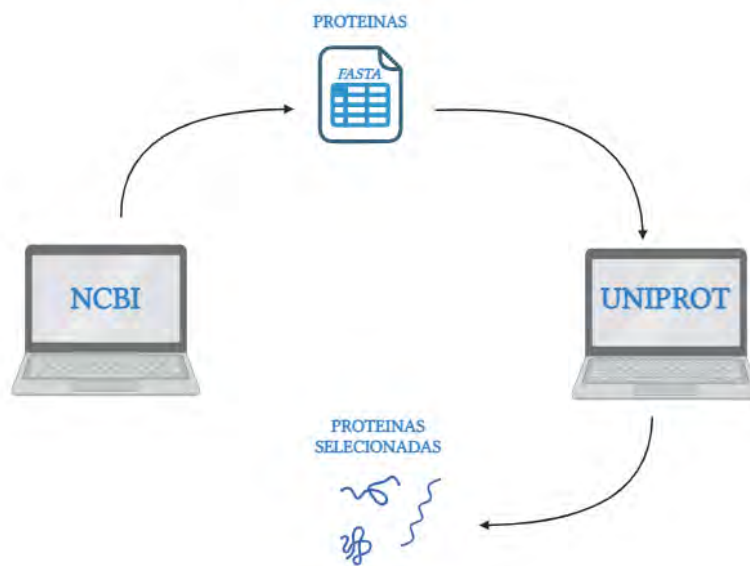 PROTEINAS
FASTA
NCBI
UNIPROT
PROTEINAS
SELECIONADAS